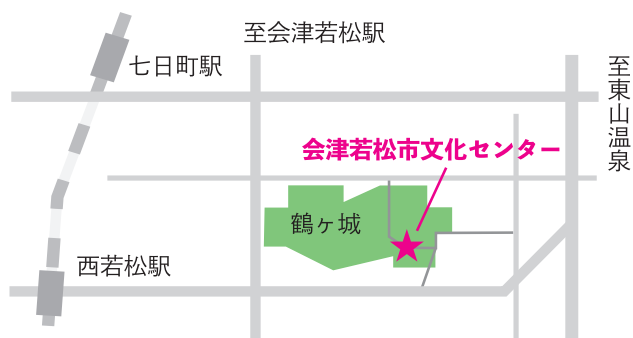 至会津若松駅
七日町駅
至東山温泉
会津若松市文化センター
鶴ヶ城
西若松駅